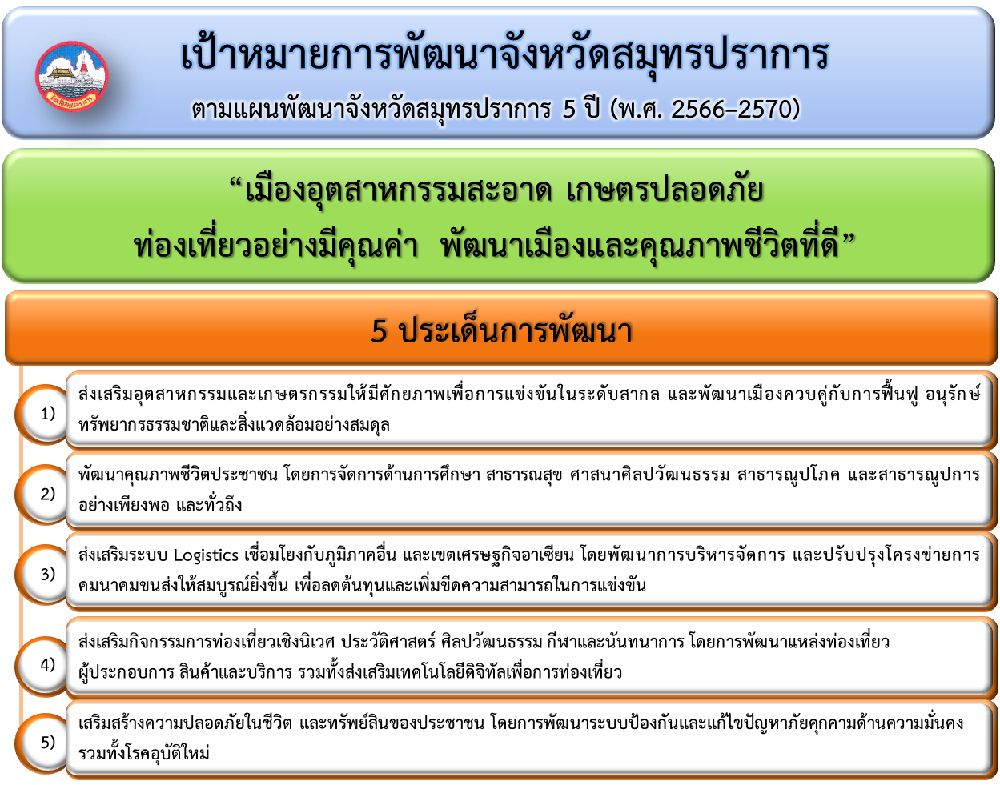 เป้าหมายการพัฒนาจังหวัดสมุทรปราการ
ตามแผนพัฒนาจังหวัดสมุทรปราการ 5 ปี (พ.ศ. 2566–2570)
“เมืองอุตสาหกรรมสะอาด เกษตรปลอดภัย
ท่องเที่ยวอย่างมีคุณค่า พัฒนาเมืองและคุณภาพชีวิตที่ดี”
5 ประเด็นการพัฒนา
1) ส่งเสริมอุตสาหกรรมและเกษตรกรรมให้มีศักยภาพเพื่อการแข่งขันในระดับสากล และพัฒนาเมืองควบคู่กับการฟื้นฟู อนุรักษ์
ทรัพยากรธรรมชาติและสิ่งแวดล้อมอย่างสมดุล
2) พัฒนาคุณภาพชีวิตประชาชน โดยการจัดการด้านการศึกษา สาธารณสุข ศาสนาศิลปวัฒนธรรม สาธารณูปโภค และสาธารณูปการ
อย่างเพียงพอ และทั่วถึง
3) ส่งเสริมระบบ Logistics เชื่อมโยงกับภูมิภาคอื่น และเขตเศรษฐกิจอาเซียน โดยพัฒนาการบริหารจัดการ และปรับปรุงโครงข่ายการ
คมนาคมขนส่งให้สมบูรณ์ยิ่งขึ้น เพื่อลดต้นทุนและเพิ่มขีดความสามารถในการแข่งขัน
4) ส่งเสริมกิจกรรมการท่องเที่ยวเชิงนิเวศ ประวัติศาสตร์ ศิลปวัฒนธรรม กีฬาและนันทนาการ โดยการพัฒนาแหล่งท่องเที่ยว
ผู้ประกอบการ สินค้าและบริการ รวมทั้งส่งเสริมเทคโนโลยีดิจิทัลเพื่อการท่องเที่ยว
5) เสริมสร้างความปลอดภัยในชีวิต และทรัพย์สินของประชาชน โดยการพัฒนาระบบป้องกันและแก้ไขปัญหาภัยคุกคามด้านความมั่นคง
รวมทั้งโรคอุบัติใหม่